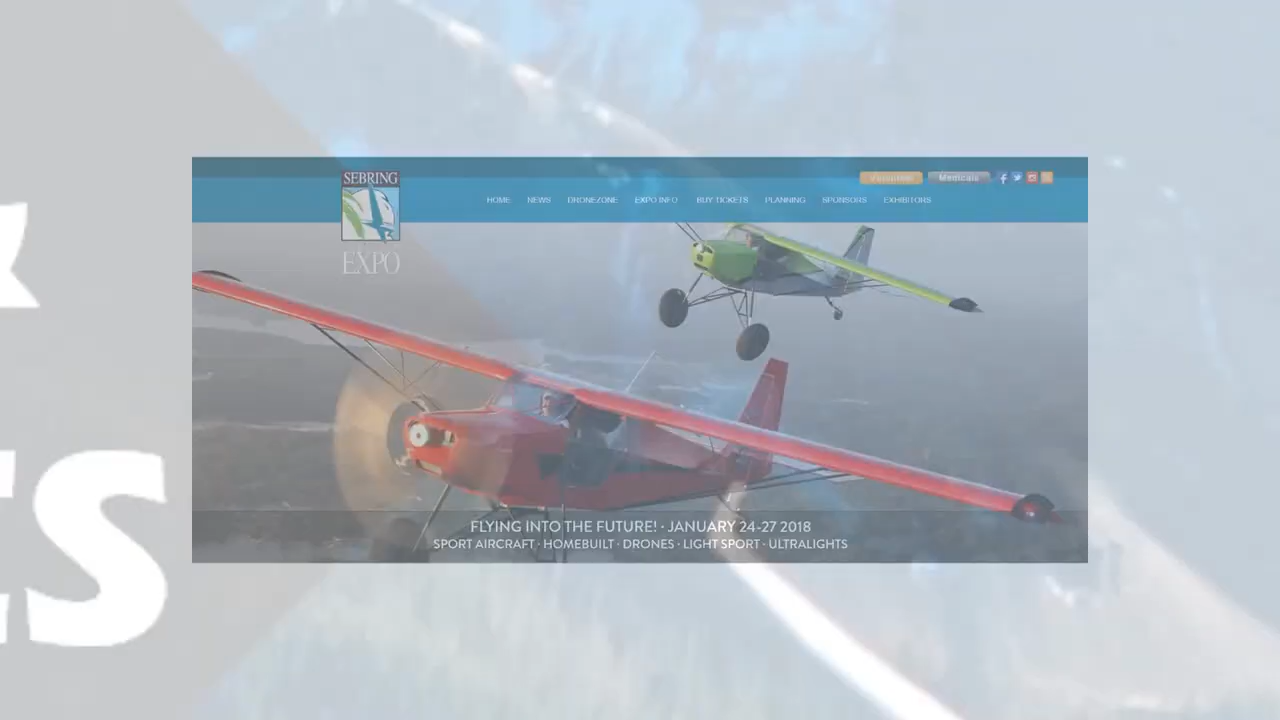 SEBRING
EXPO
Volunteer
Medicals
HOME NEWS DRONEZONE EXPO INFO BUY TICKETS PLANNING SPONSORS EXHIBITORS
FLYING INTO THE FUTURE! · JANUARY 24-27 2018
SPORT AIRCRAFT · HOMEBUILT · DRONES · LIGHT SPORT · ULTRALIGHTS
S